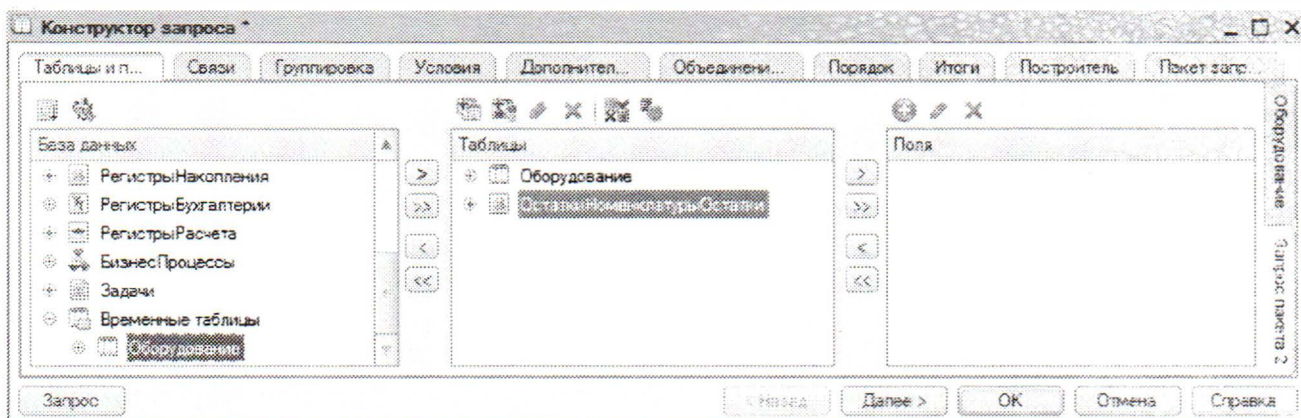 Конструктор запроса *
Таблицы и п... Связи Группировка Условия Дополнител... Объединени... Порядок Итоги Построитель Пакет запр...
База данных
РегистрыНакопления
РегистрыБухгалтерии
РегистрыРасчета
БизнесПроцессы
Задачи
Временные таблицы
Оборудование
Таблицы
Оборудование
ОстаткиНоменклатурыОстатки
Поля
>
>>
<
<<
>
>>
<
<<
Оборудование
Запрос пакета 2
Запрос < Назад Далее > ОК Отмена Справка